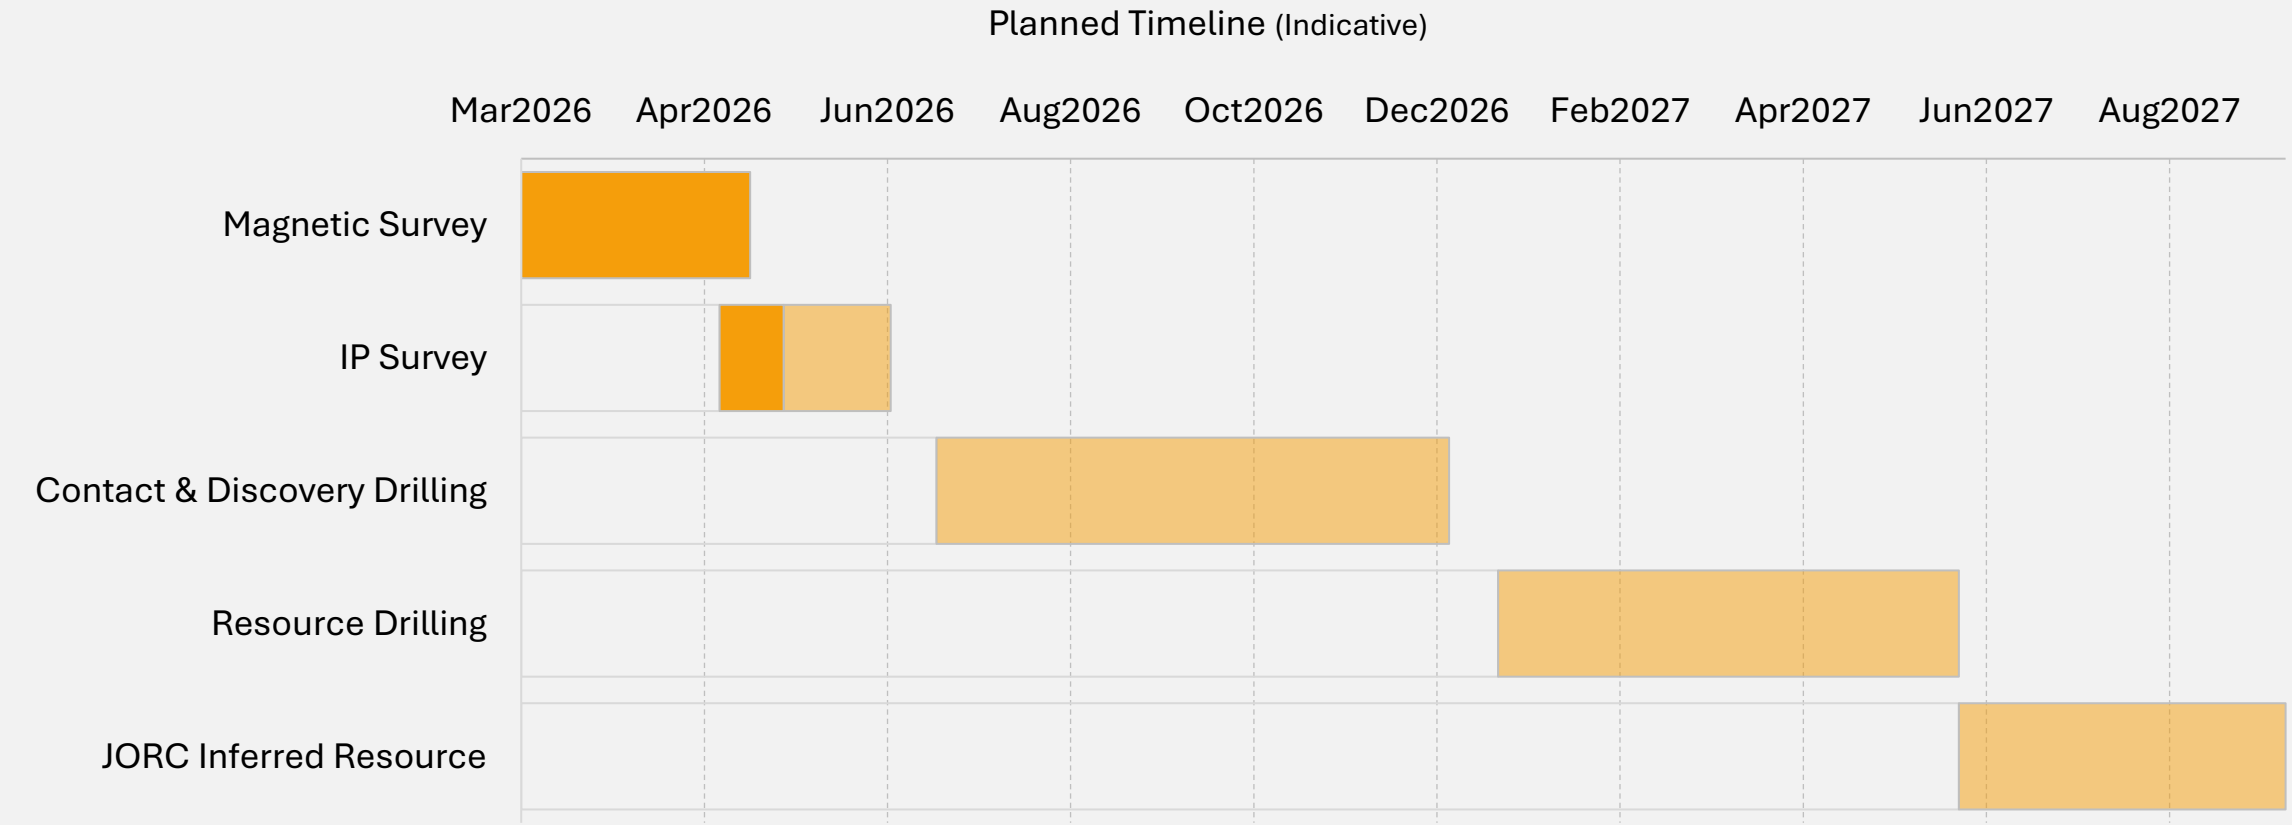 Planned Timeline (Indicative)
Mar2026 Apr2026 Jun2026 Aug2026 Oct2026 Dec2026 Feb2027 Apr2027 Jun2027 Aug2027
Magnetic Survey
IP Survey
Contact & Discovery Drilling
Resource Drilling
JORC Inferred Resource